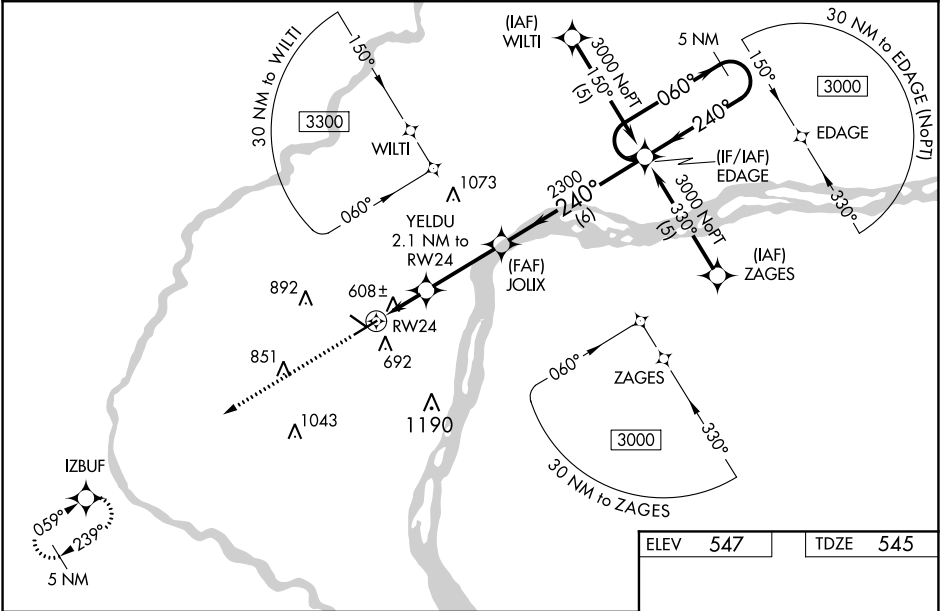 (IAF)
WILTI
3000 NoPT
150°
(5)
5 NM
060°
240°
30 NM to WILTI
150°
3300
WILTI
060°
30 NM to EDAGE (NoPT)
150°
3000
EDAGE
330°
(IF/IAF)
EDAGE
1073
2300
240°
(6)
3000 NoPT
330°
(5)
YELDU
2.1 NM to
RW24
(FAF)
JOLIX
(IAF)
ZAGES
892
608±
RW24
692
851
1043
1190
060°
ZAGES
3000
330°
30 NM to ZAGES
IZBUF
059°
239°
5 NM
ELEV 547
TDZE 545